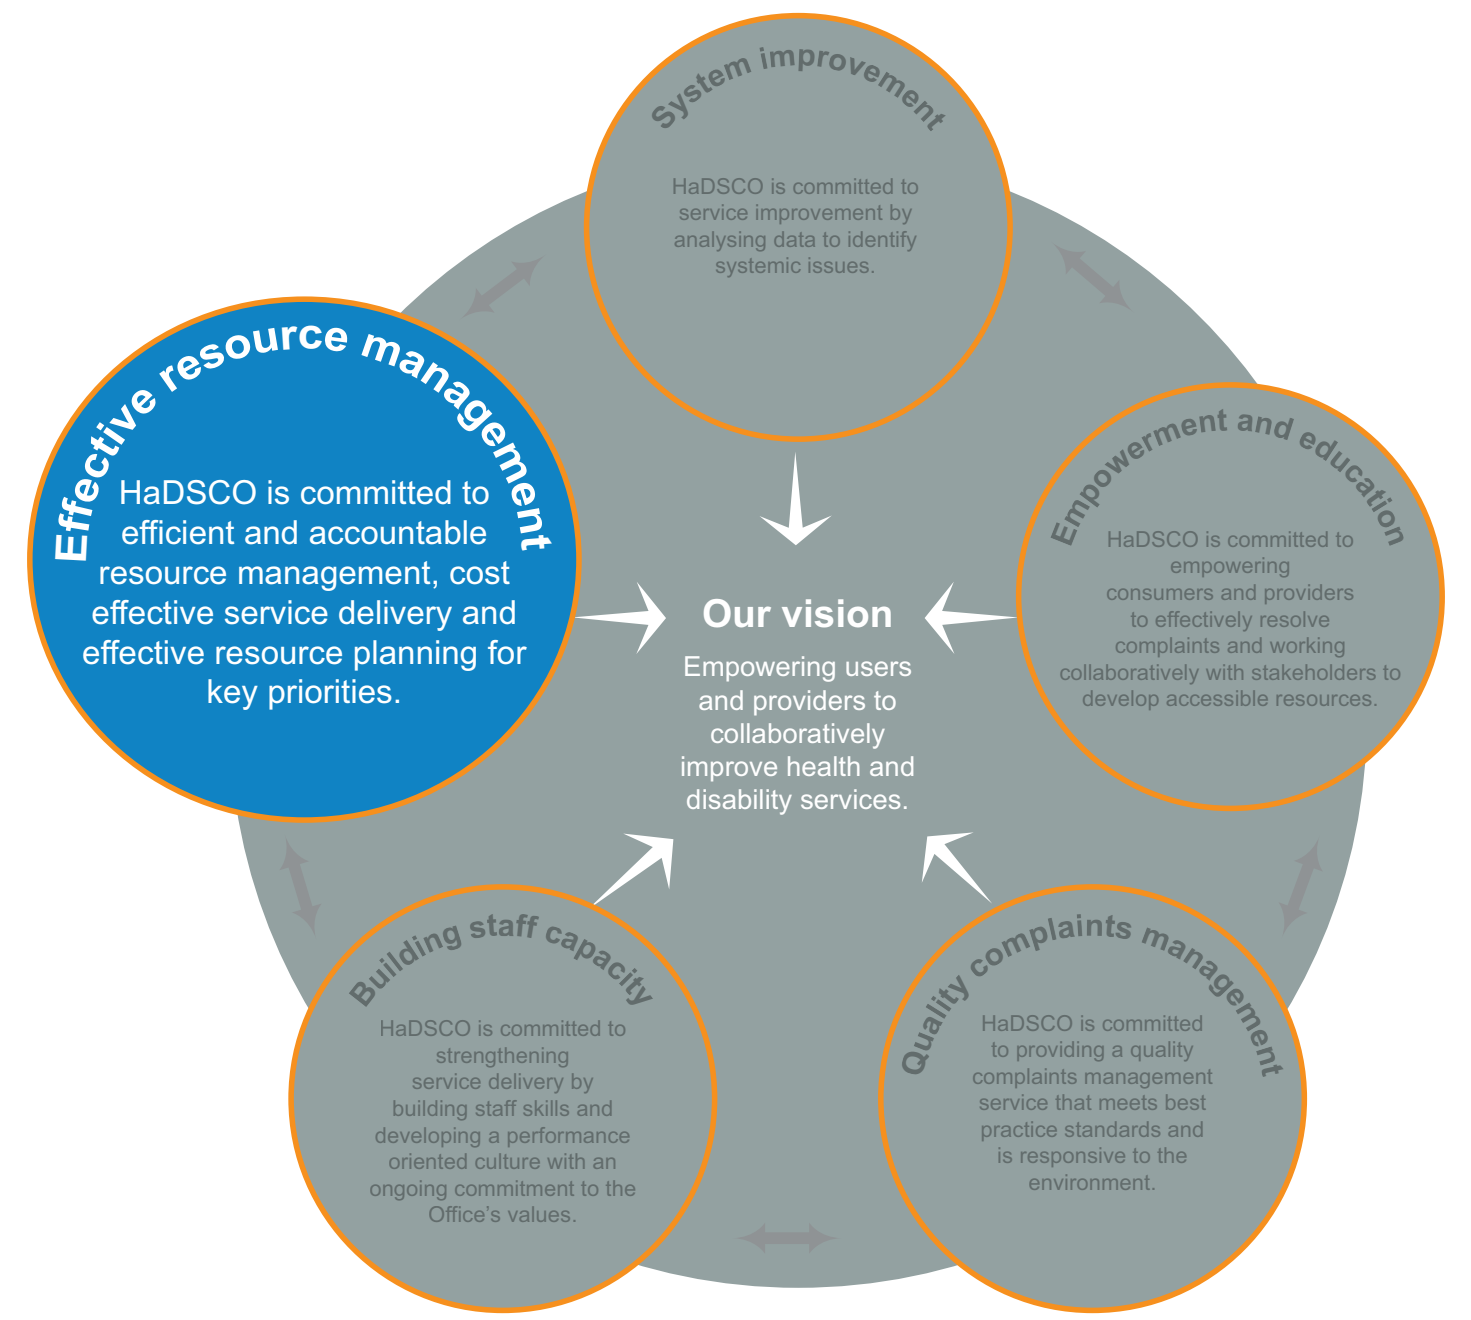 System improvement
HaDSCO is committed to
service improvement by
analysing data to identify
systemic issues.
Effective resource management
HaDSCO is committed to
efficient and accountable
resource management, cost
effective service delivery and
effective resource planning for
key priorities.
Our vision
Empowering users
and providers to
collaboratively
improve health and
disability services.
Empowerment and education
HaDSCO is committed to
empowering
consumers and providers
to effectively resolve
complaints and working
collaboratively with stakeholders to
develop accessible resources.
Building staff capacity
HaDSCO is committed to
strengthening
service delivery by
building staff skills and
developing a performance
oriented culture with an
ongoing commitment to the
Office's values.
Quality complaints management
HaDSCO is committed
to providing a quality
complaints management
service that meets best
practice standards and
is responsive to the
environment.